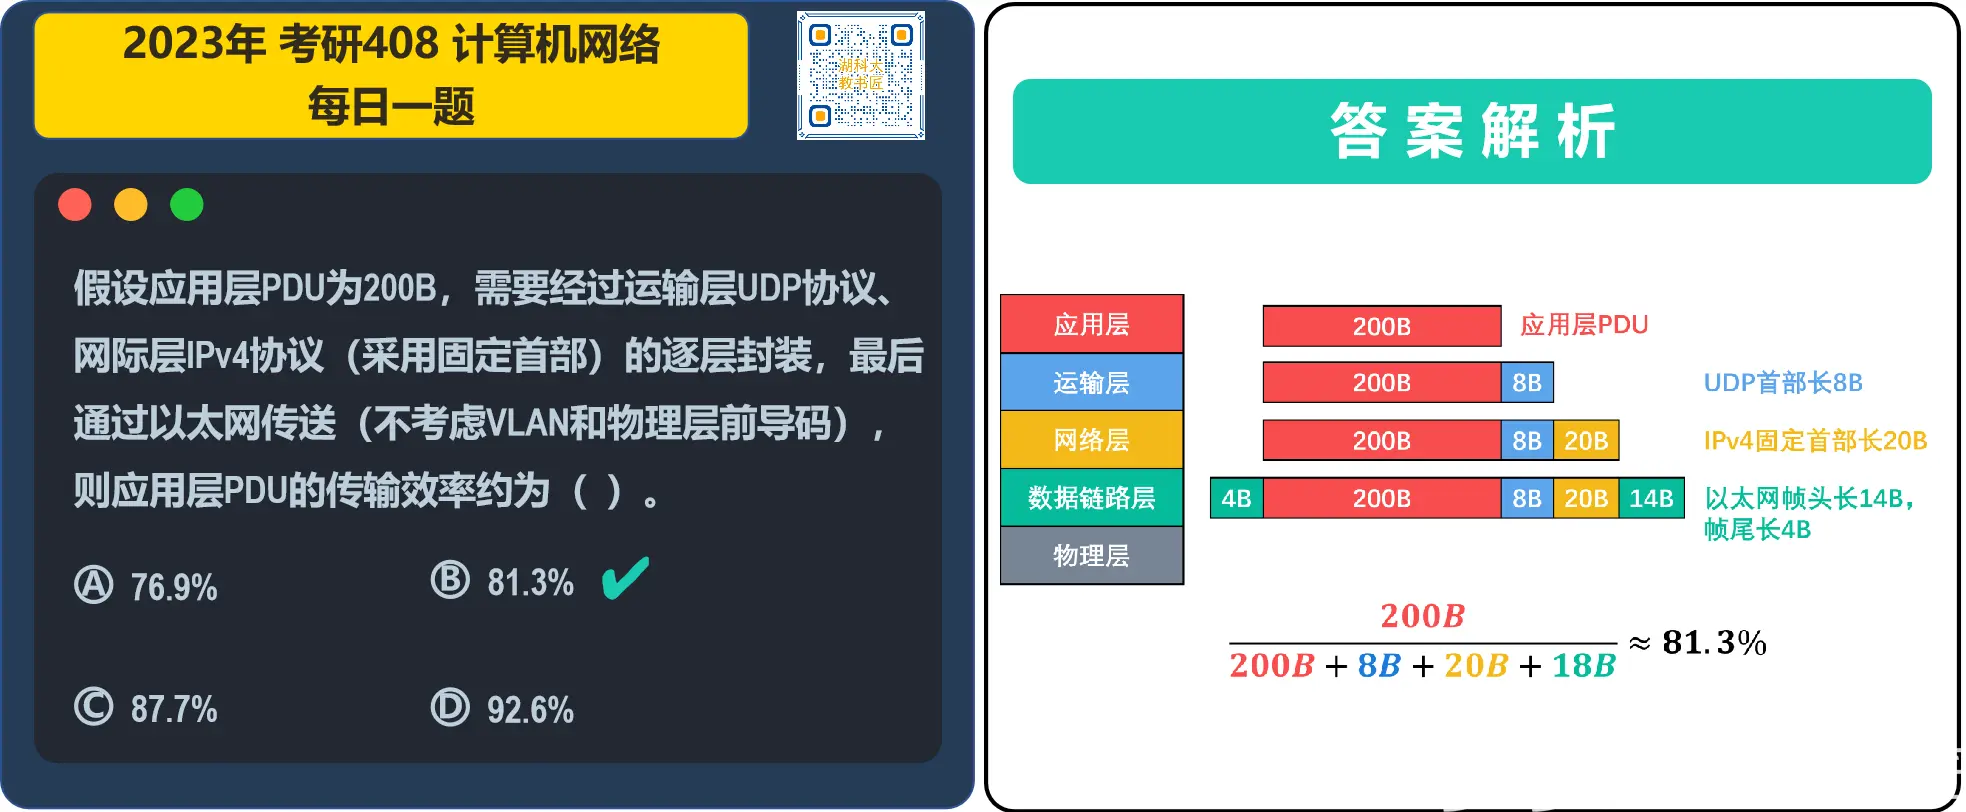 2023年 考研408 计算机网络
每日一题
湖科大
教书匠
假设应用层PDU为200B，需要经过运输层UDP协议、
网际层IPv4协议（采用固定首部）的逐层封装，最后
通过以太网传送（不考虑VLAN和物理层前导码），
则应用层PDU的传输效率约为（ ）。
Ⓐ 76.9%
Ⓑ 81.3% ✔
Ⓒ 87.7%
Ⓓ 92.6%
答案解析
应用层 200B 应用层PDU
运输层 200B 8B UDP首部长8B
网络层 200B 8B 20B IPv4固定首部长20B
数据链路层 4B 200B 8B 20B 14B 以太网帧头长14B，
帧尾长4B
物理层
200B
200B + 8B + 20B + 18B ≈ 81.3%